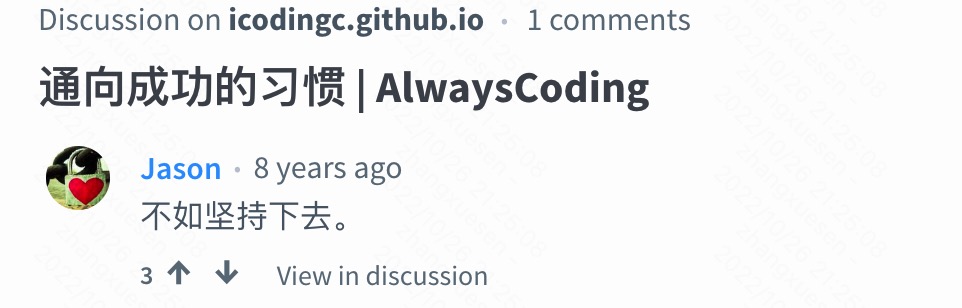 Discussion on icodingc.github.io • 1 comments
通向成功的习惯 | AlwaysCoding
Jason • 8 years ago
不如坚持下去。
3 View in discussion